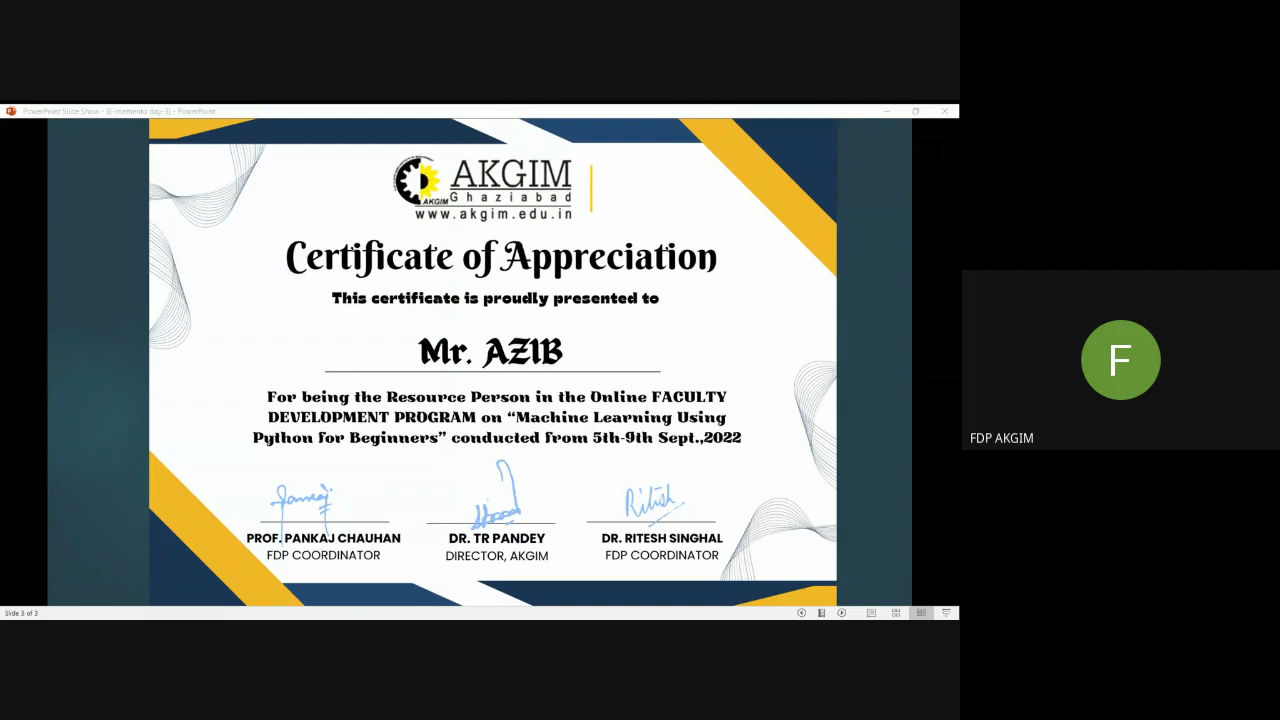 PowerPoint Slide Show - [E-memento day-3] - PowerPoint
AKGIM
AKGIM
Ghaziabad
www.akgim.edu.in
Certificate of Appreciation
This certificate is proudly presented to
Mr. AZIB
For being the Resource Person in the Online FACULTY
DEVELOPMENT PROGRAM on “Machine Learning Using
Python for Beginners” conducted from 5th-9th Sept.,2022
Pankaj
Ritish
PROF. PANKAJ CHAUHAN
DR. TR PANDEY
DR. RITESH SINGHAL
FDP COORDINATOR
DIRECTOR, AKGIM
FDP COORDINATOR
Slide 3 of 3
F
FDP AKGIM